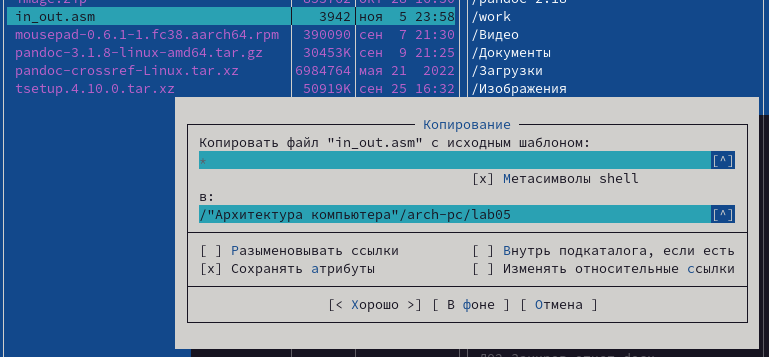 in_out.asm 3942 ноя 5 23:58 /work
mousepad-0.6.1-1.fc38.aarch64.rpm 390090 сен 7 21:30 /Видео
pandoc-3.1.8-linux-amd64.tar.gz 30453K сен 9 21:25 /Документы
pandoc-crossref-Linux.tar.xz 6984764 мая 21 2022 /Загрузки
tsetup.4.10.0.tar.xz 50919K сен 25 16:32 /Изображения
Копирование
Копировать файл "in_out.asm" с исходным шаблоном:
* [^]
[x] Метасимволы shell
в:
/"Архитектура компьютера"/arch-pc/lab05 [^]
[ ] Разыменовывать ссылки [ ] Внутрь подкаталога, если есть
[x] Сохранять атрибуты [ ] Изменять относительные ссылки
[< Хорошо >] [ В фоне ] [ Отмена ]